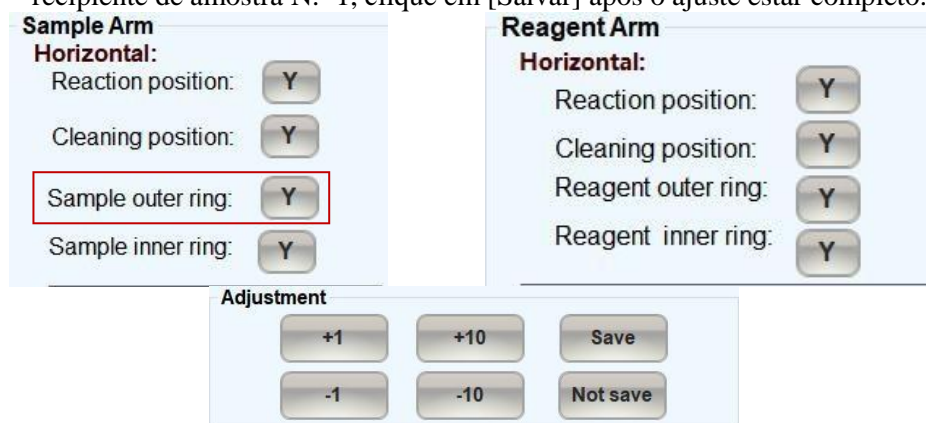 recipiente de amostra N.º 1, clique em [Salvar] após o ajuste estar completo.
Sample Arm
Horizontal:
Reaction position: Y
Cleaning position: Y
Sample outer ring: Y
Sample inner ring: Y
Reagent Arm
Horizontal:
Reaction position: Y
Cleaning position: Y
Reagent outer ring: Y
Reagent inner ring: Y
Adjustment
+1 +10 Save
-1 -10 Not save